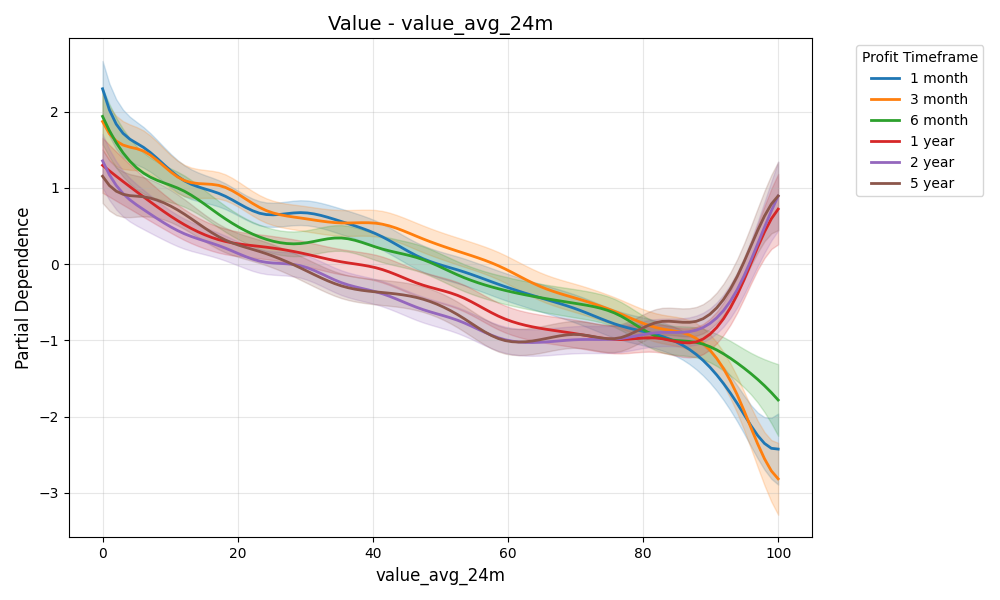 Value - value_avg_24m
Profit Timeframe
1 month
3 month
6 month
1 year
2 year
5 year
Partial Dependence
2
1
0
−1
−2
−3
0 20 40 60 80 100
value_avg_24m